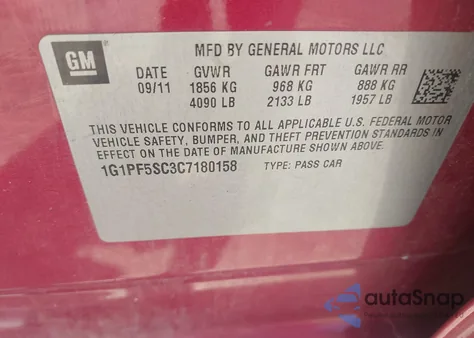 GM
MFD BY GENERAL MOTORS LLC
DATE GVWR GAWR FRT GAWR RR
09/11 1856 KG 968 KG 888 KG
4090 LB 2133 LB 1957 LB
THIS VEHICLE CONFORMS TO ALL APPLICABLE U.S. FEDERAL MOTOR
VEHICLE SAFETY, BUMPER, AND THEFT PREVENTION STANDARDS IN
EFFECT ON THE DATE OF MANUFACTURE SHOWN ABOVE.
1G1PF5SC3C7180158 TYPE: PASS CAR
autoSnap